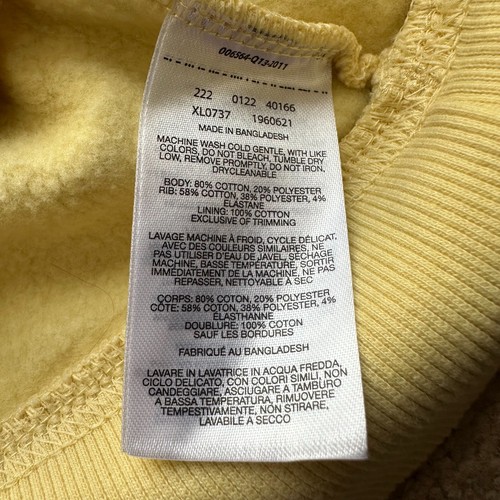 006564-Q13-J011
222 0122 40166
XL0737 1960621
MADE IN BANGLADESH
MACHINE WASH COLD GENTLE, WITH LIKE
COLORS, DO NOT BLEACH, TUMBLE DRY
LOW, REMOVE PROMPTLY, DO NOT IRON,
DRYCLEANABLE
BODY: 80% COTTON, 20% POLYESTER
RIB: 58% COTTON, 38% POLYESTER, 4%
ELASTANE
LINING: 100% COTTON
EXCLUSIVE OF TRIMMING
LAVAGE MACHINE À FROID, CYCLE DÉLICAT,
AVEC DES COULEURS SIMILAIRES, NE
PAS UTILISER D'EAU DE JAVEL, SÉCHAGE
MACHINE, BASSE TEMPÉRATURE, SORTIR
IMMÉDIATEMENT DE LA MACHINE, NE PAS
REPASSER, NETTOYABLE À SEC
CORPS: 80% COTON, 20% POLYESTER
CÔTE: 58% COTON, 38% POLYESTER, 4%
ELASTHANNE
DOUBLURE: 100% COTON
SAUF LES BORDURES
FABRIQUÉ AU BANGLADESH
LAVARE IN LAVATRICE IN ACQUA FREDDA,
CICLO DELICATO, CON COLORI SIMILI, NON
CANDEGGIARE, ASCIUGARE A TAMBURO
A BASSA TEMPERATURA, RIMUOVERE
TEMPESTIVAMENTE, NON STIRARE,
LAVABILE A SECCO